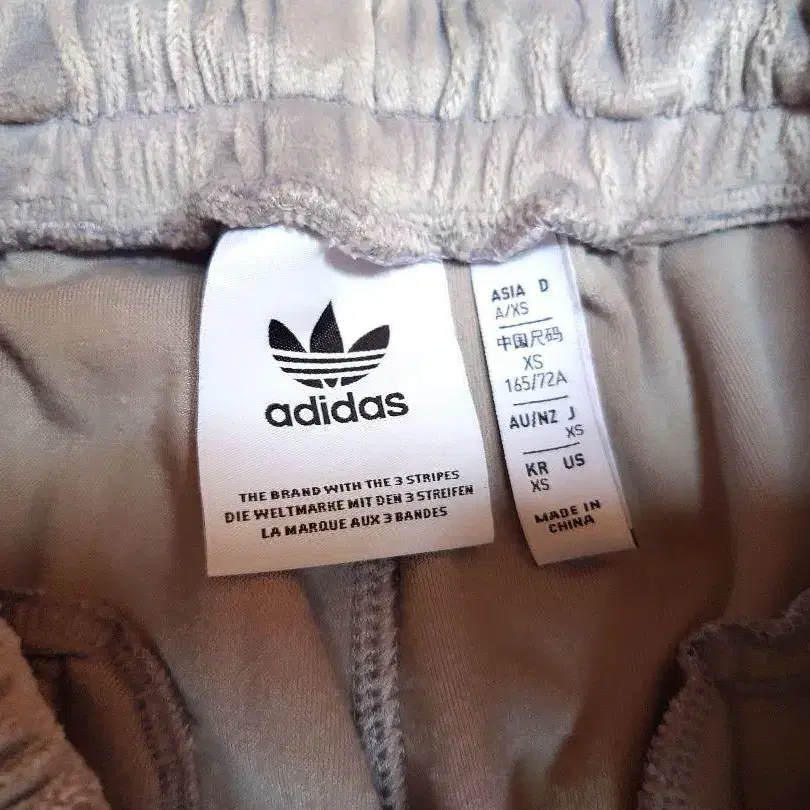 adidas
THE BRAND WITH THE 3 STRIPES
DIE WELTMARKE MIT DEN 3 STREIFEN
LA MARQUE AUX 3 BANDES
ASIA D
A/XS
中国尺码
XS
165/72A
AU/NZ J
XS
KR US
XS
MADE IN
CHINA